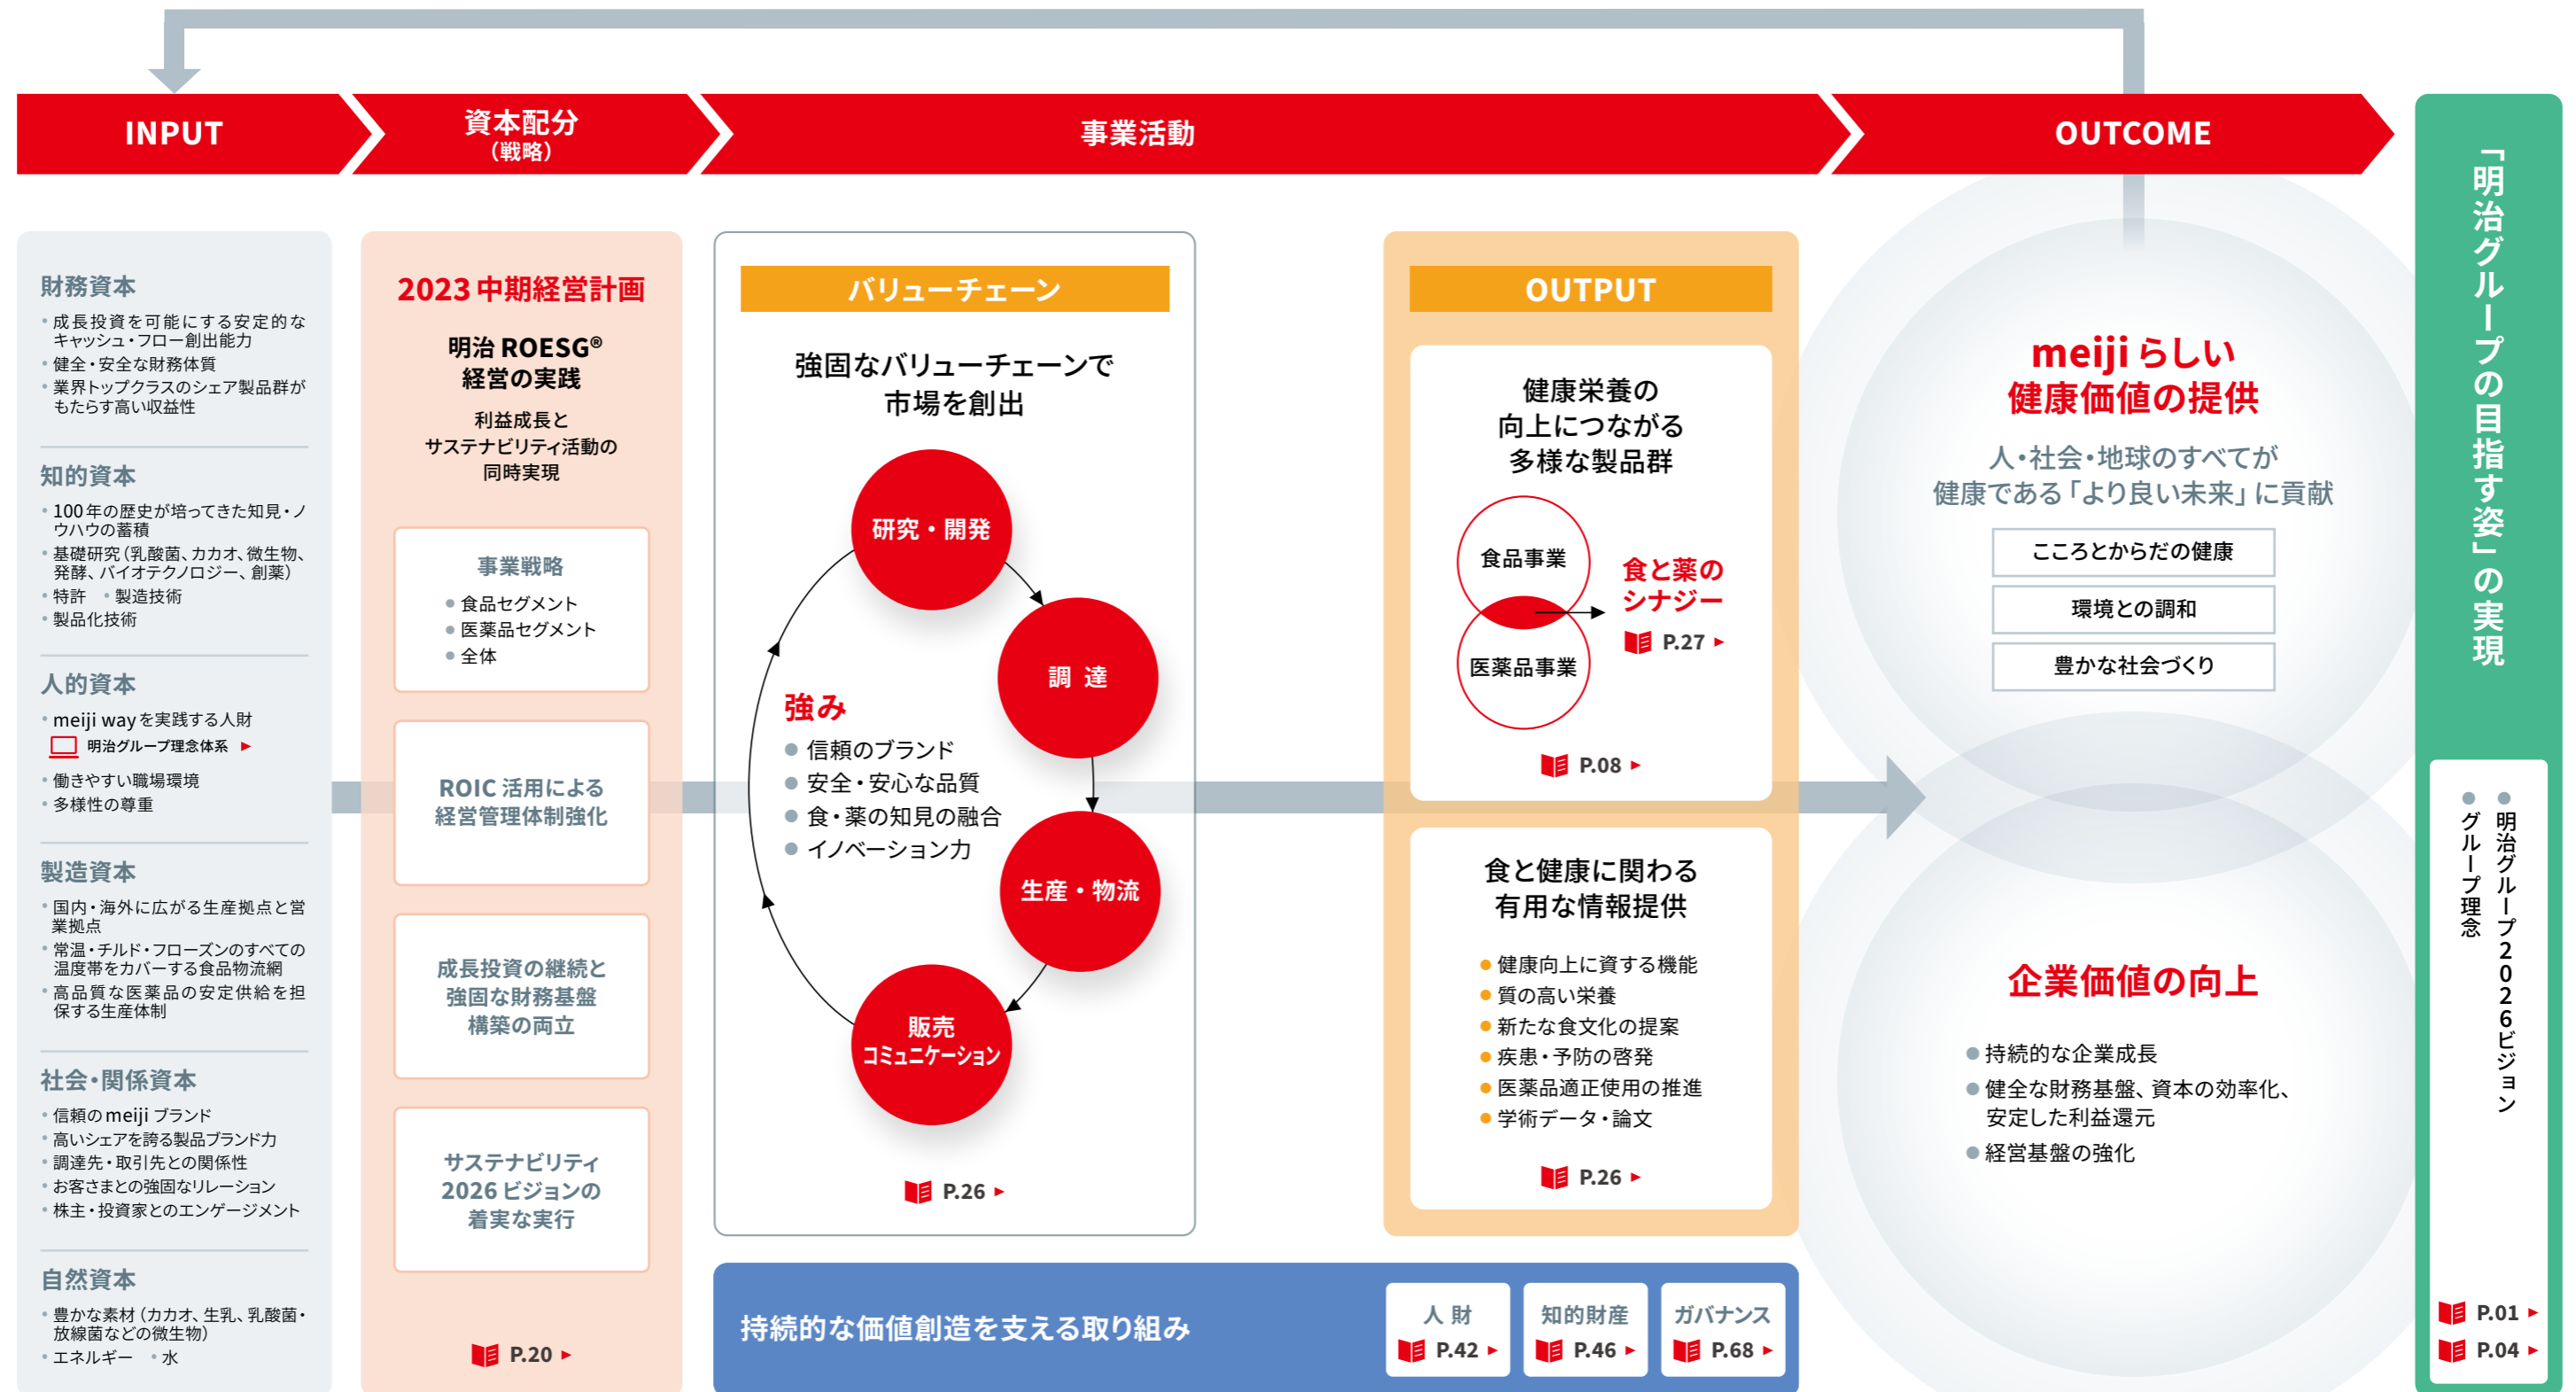 INPUT
資本配分
（戦略）
事業活動
OUTCOME
財務資本
• 成長投資を可能にする安定的な
キャッシュ・フロー創出能力
• 健全・安全な財務体質
• 業界トップクラスのシェア製品群が
もたらす高い収益性
知的資本
• 100年の歴史が培ってきた知見・ノ
ウハウの蓄積
• 基礎研究（乳酸菌、カカオ、微生物、
発酵、バイオテクノロジー、創薬）
• 特許 • 製造技術
• 製品化技術
人的資本
• meiji wayを実践する人財
明治グループ理念体系
• 働きやすい職場環境
• 多様性の尊重
製造資本
• 国内・海外に広がる生産拠点と営
業拠点
• 常温・チルド・フローズンのすべての
温度帯をカバーする食品物流網
• 高品質な医薬品の安定供給を担
保する生産体制
社会・関係資本
• 信頼のmeijiブランド
• 高いシェアを誇る製品ブランド力
• 調達先・取引先との関係性
• お客さまとの強固なリレーション
• 株主・投資家とのエンゲージメント
自然資本
• 豊かな素材（カカオ、生乳、乳酸菌・
放線菌などの微生物）
• エネルギー • 水
2023中期経営計画
明治ROESG®
経営の実践
利益成長と
サステナビリティ活動の
同時実現
事業戦略
● 食品セグメント
● 医薬品セグメント
● 全体
ROIC活用による
経営管理体制強化
成長投資の継続と
強固な財務基盤
構築の両立
サステナビリティ
2026ビジョンの
着実な実行
P.20
バリューチェーン
強固なバリューチェーンで
市場を創出
研究・開発
調 達
生産・物流
販売
コミュニケーション
強み
● 信頼のブランド
● 安全・安心な品質
● 食・薬の知見の融合
● イノベーション力
P.26
OUTPUT
健康栄養の
向上につながる
多様な製品群
食品事業
医薬品事業
食と薬の
シナジー
P.27
P.08
食と健康に関わる
有用な情報提供
● 健康向上に資する機能
● 質の高い栄養
● 新たな食文化の提案
● 疾患・予防の啓発
● 医薬品適正使用の推進
● 学術データ・論文
P.26
持続的な価値創造を支える取り組み
人 財
P.42
知的財産
P.46
ガバナンス
P.68
meijiらしい
健康価値の提供
人・社会・地球のすべてが
健康である「より良い未来」に貢献
こころとからだの健康
環境との調和
豊かな社会づくり
企業価値の向上
● 持続的な企業成長
● 健全な財務基盤、資本の効率化、
安定した利益還元
● 経営基盤の強化
「明治グループの目指す姿」の実現
● 明治グループ2026ビジョン
● グループ理念
P.01
P.04